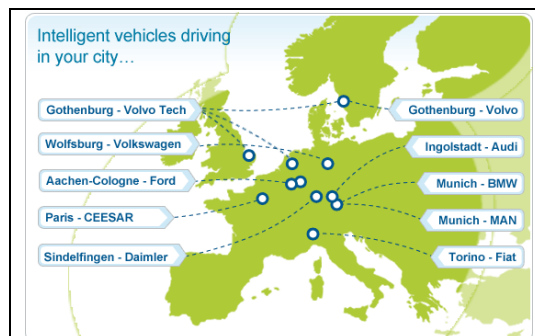 Intelligent vehicles driving
in your city...
Gothenburg - Volvo Tech
Gothenburg - Volvo
Wolfsburg - Volkswagen
Ingolstadt - Audi
Aachen-Cologne - Ford
Munich - BMW
Paris - CEESAR
Munich - MAN
Sindelfingen - Daimler
Torino - Fiat